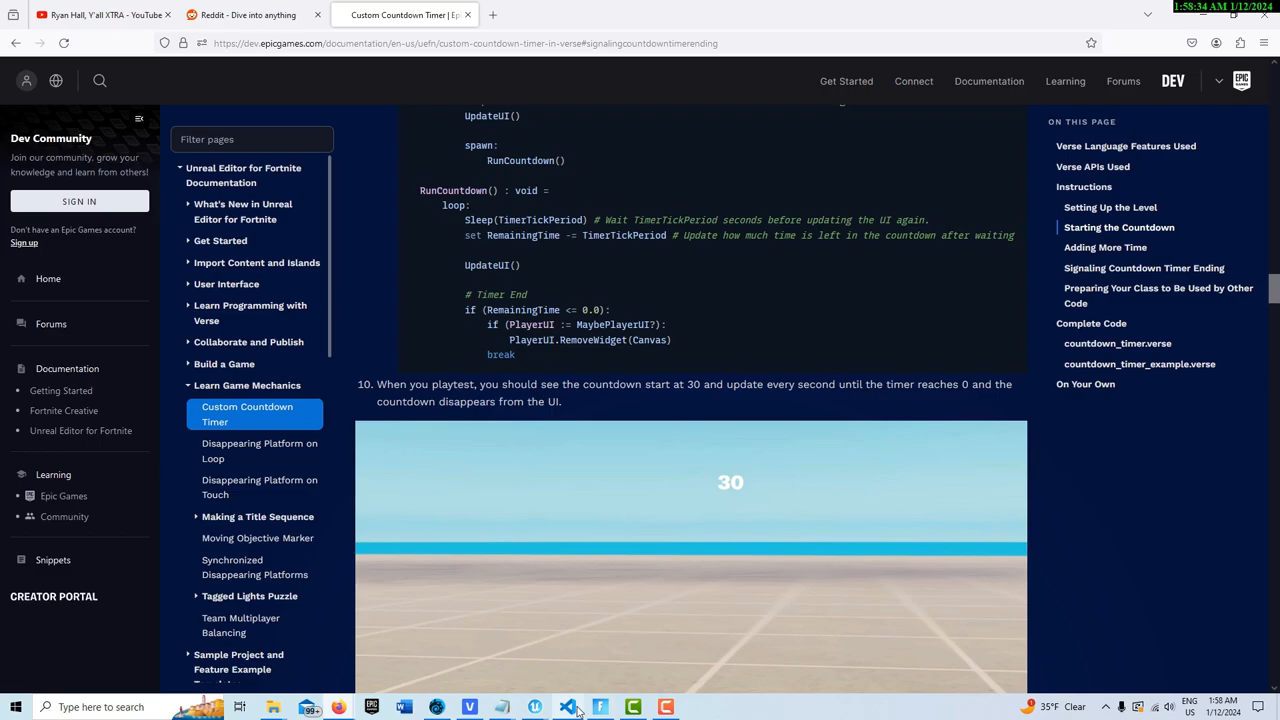 Ryan Hall, Y'all XTRA - YouTube
Reddit - Dive into anything
Custom Countdown Timer | Ep
1:58:34 AM 1/12/2024
https://dev.epicgames.com/documentation/en-us/uefn/custom-countdown-timer-in-verse#signalingcountdowntimerending
Get Started
Connect
Documentation
Learning
Forums
DEV
EPIC GAMES
Dev Community
Join our community, grow your
knowledge and learn from others!
SIGN IN
Don't have an Epic Games account?
Sign up
Home
Forums
Documentation
Getting Started
Fortnite Creative
Unreal Editor for Fortnite
Learning
Epic Games
Community
Snippets
CREATOR PORTAL
Filter pages
Unreal Editor for Fortnite
Documentation
What's New in Unreal
Editor for Fortnite
Get Started
Import Content and Islands
User Interface
Learn Programming with
Verse
Collaborate and Publish
Build a Game
Learn Game Mechanics
Custom Countdown
Timer
Disappearing Platform on
Loop
Disappearing Platform on
Touch
Making a Title Sequence
Moving Objective Marker
Synchronized
Disappearing Platforms
Tagged Lights Puzzle
Team Multiplayer
Balancing
Sample Project and
Feature Example
UpdateUI()
spawn:
RunCountdown()
RunCountdown() : void =
loop:
Sleep(TimerTickPeriod) # Wait TimerTickPeriod seconds before updating the UI again.
set RemainingTime -= TimerTickPeriod # Update how much time is left in the countdown after waiting
UpdateUI()
# Timer End
if (RemainingTime <= 0.0):
if (PlayerUI := MaybePlayerUI?):
PlayerUI.RemoveWidget(Canvas)
break
10. When you playtest, you should see the countdown start at 30 and update every second until the timer reaches 0 and the
countdown disappears from the UI.
30
ON THIS PAGE
Verse Language Features Used
Verse APIs Used
Instructions
Setting Up the Level
Starting the Countdown
Adding More Time
Signaling Countdown Timer Ending
Preparing Your Class to Be Used by Other
Code
Complete Code
countdown_timer.verse
countdown_timer_example.verse
On Your Own
Type here to search
99+
35°F Clear
ENG
US
1:58 AM
1/12/2024